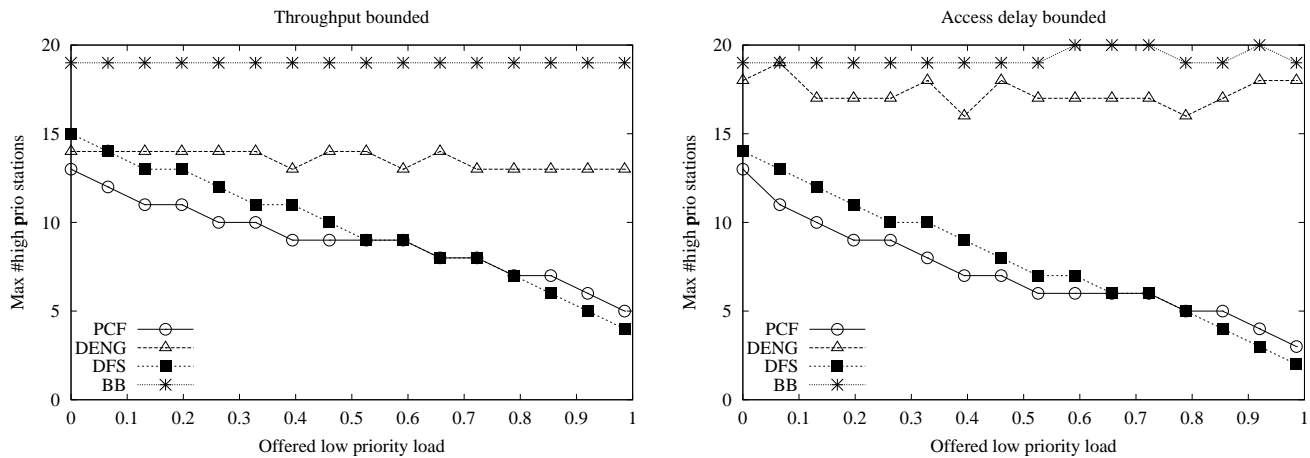 Throughput bounded
20
15
10
5
0
Max #high prio stations
PCF
DENG
DFS
BB
0 0.1 0.2 0.3 0.4 0.5 0.6 0.7 0.8 0.9 1
Offered low priority load
Access delay bounded
20
15
10
5
0
Max #high prio stations
PCF
DENG
DFS
BB
0 0.1 0.2 0.3 0.4 0.5 0.6 0.7 0.8 0.9 1
Offered low priority load